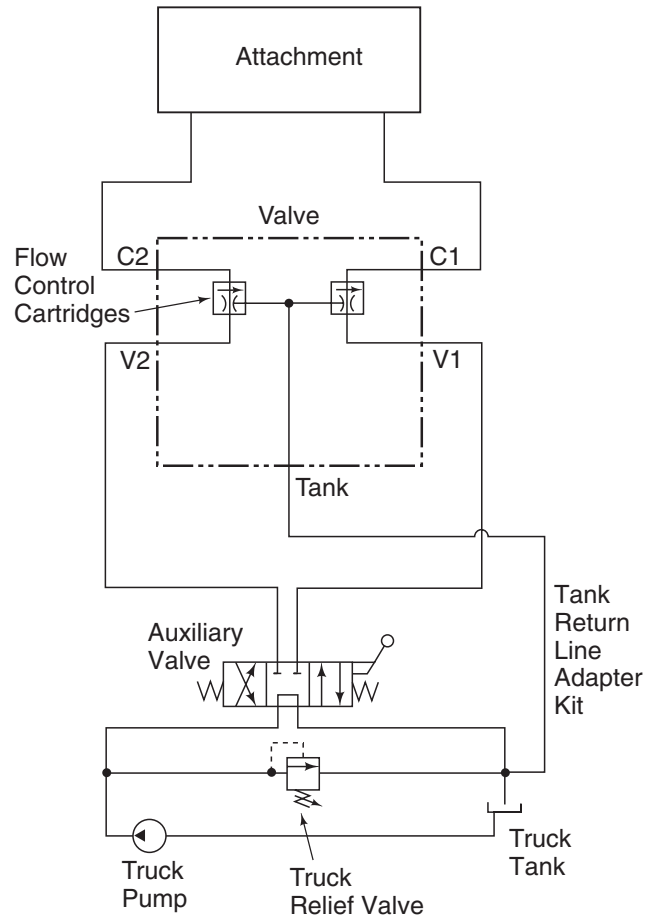 Attachment
Valve
C2
C1
Flow
Control
Cartridges
V2
V1
Tank
Auxiliary
Valve
Tank
Return
Line
Adapter
Kit
Truck
Pump
Truck
Relief Valve
Truck
Tank